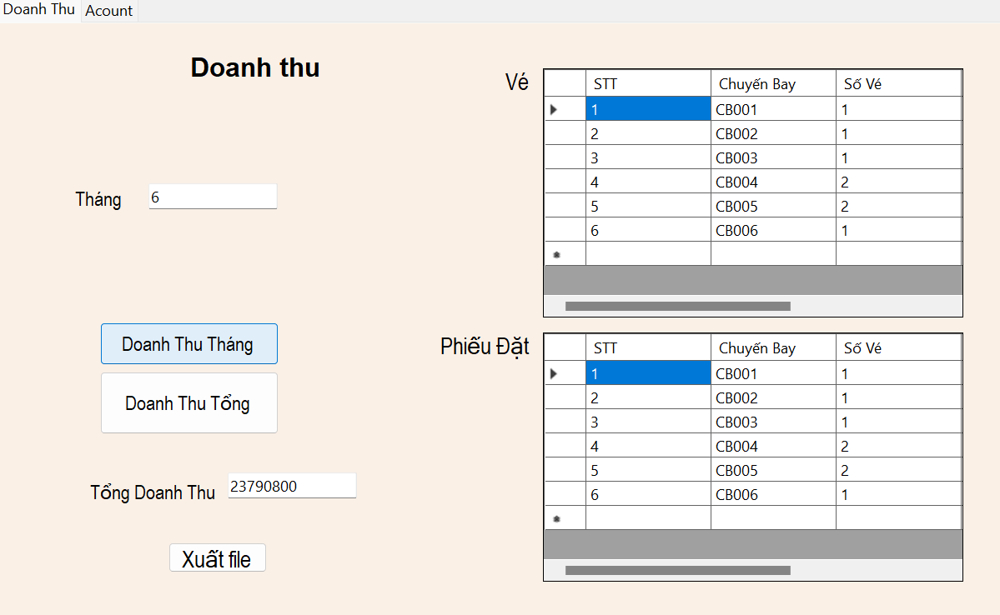 Doanh Thu Acount
Doanh thu
Tháng 6
Doanh Thu Tháng
Doanh Thu Tổng
Tổng Doanh Thu 23790800
Xuất file
Vé
STT Chuyến Bay Số Vé
1 CB001 1
2 CB002 1
3 CB003 1
4 CB004 2
5 CB005 2
6 CB006 1
Phiếu Đặt
STT Chuyến Bay Số Vé
1 CB001 1
2 CB002 1
3 CB003 1
4 CB004 2
5 CB005 2
6 CB006 1